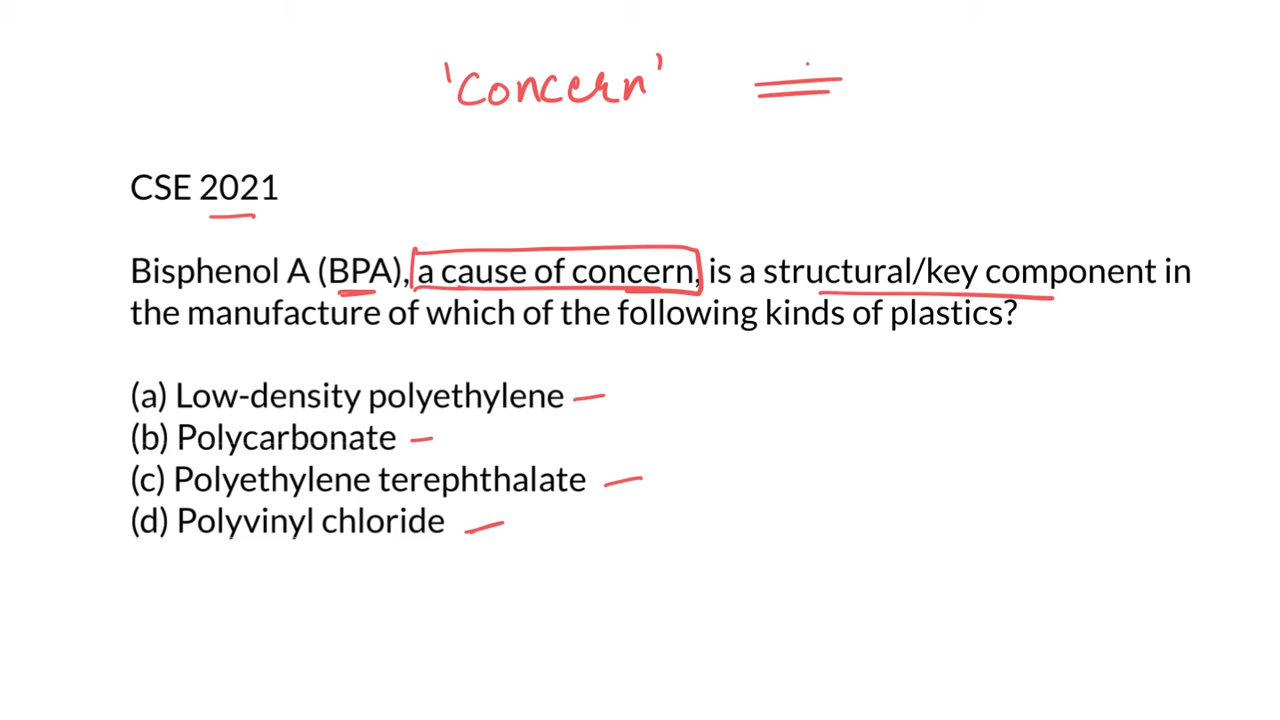 'Concern'
CSE 2021
Bisphenol A (BPA), a cause of concern, is a structural/key component in
the manufacture of which of the following kinds of plastics?
(a) Low-density polyethylene
(b) Polycarbonate
(c) Polyethylene terephthalate
(d) Polyvinyl chloride